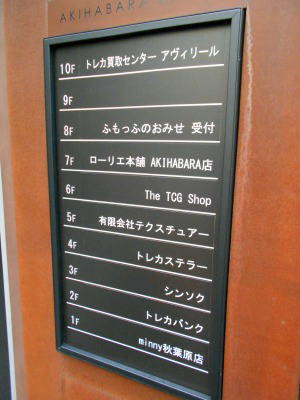 AKIHABARA
10F トレカ買取センター アヴィリール
9F
8F ふもっふのおみせ 受付
7F ローリエ本舗 AKIHABARA店
6F The TCG Shop
5F 有限会社テクスチュアー
4F トレカステラー
3F シンソク
2F トレカバンク
1F minny秋葉原店